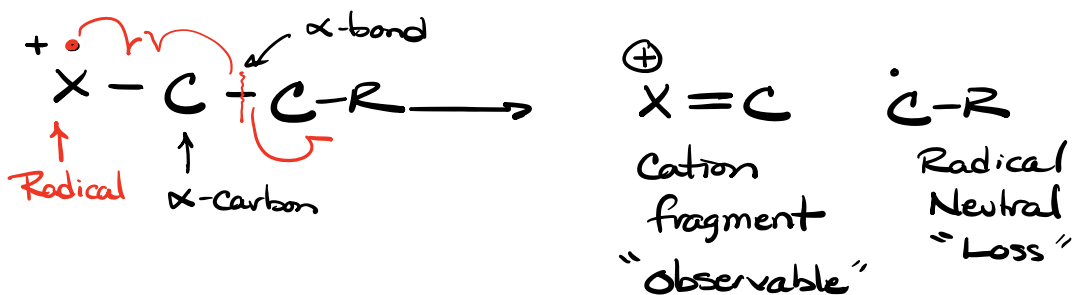 α-bond
+ • X – C – C – R ⟶ ⊕ X = C Ċ – R
Radical
α-carbon
Cation
fragment
"Observable"
Radical
Neutral
"Loss"